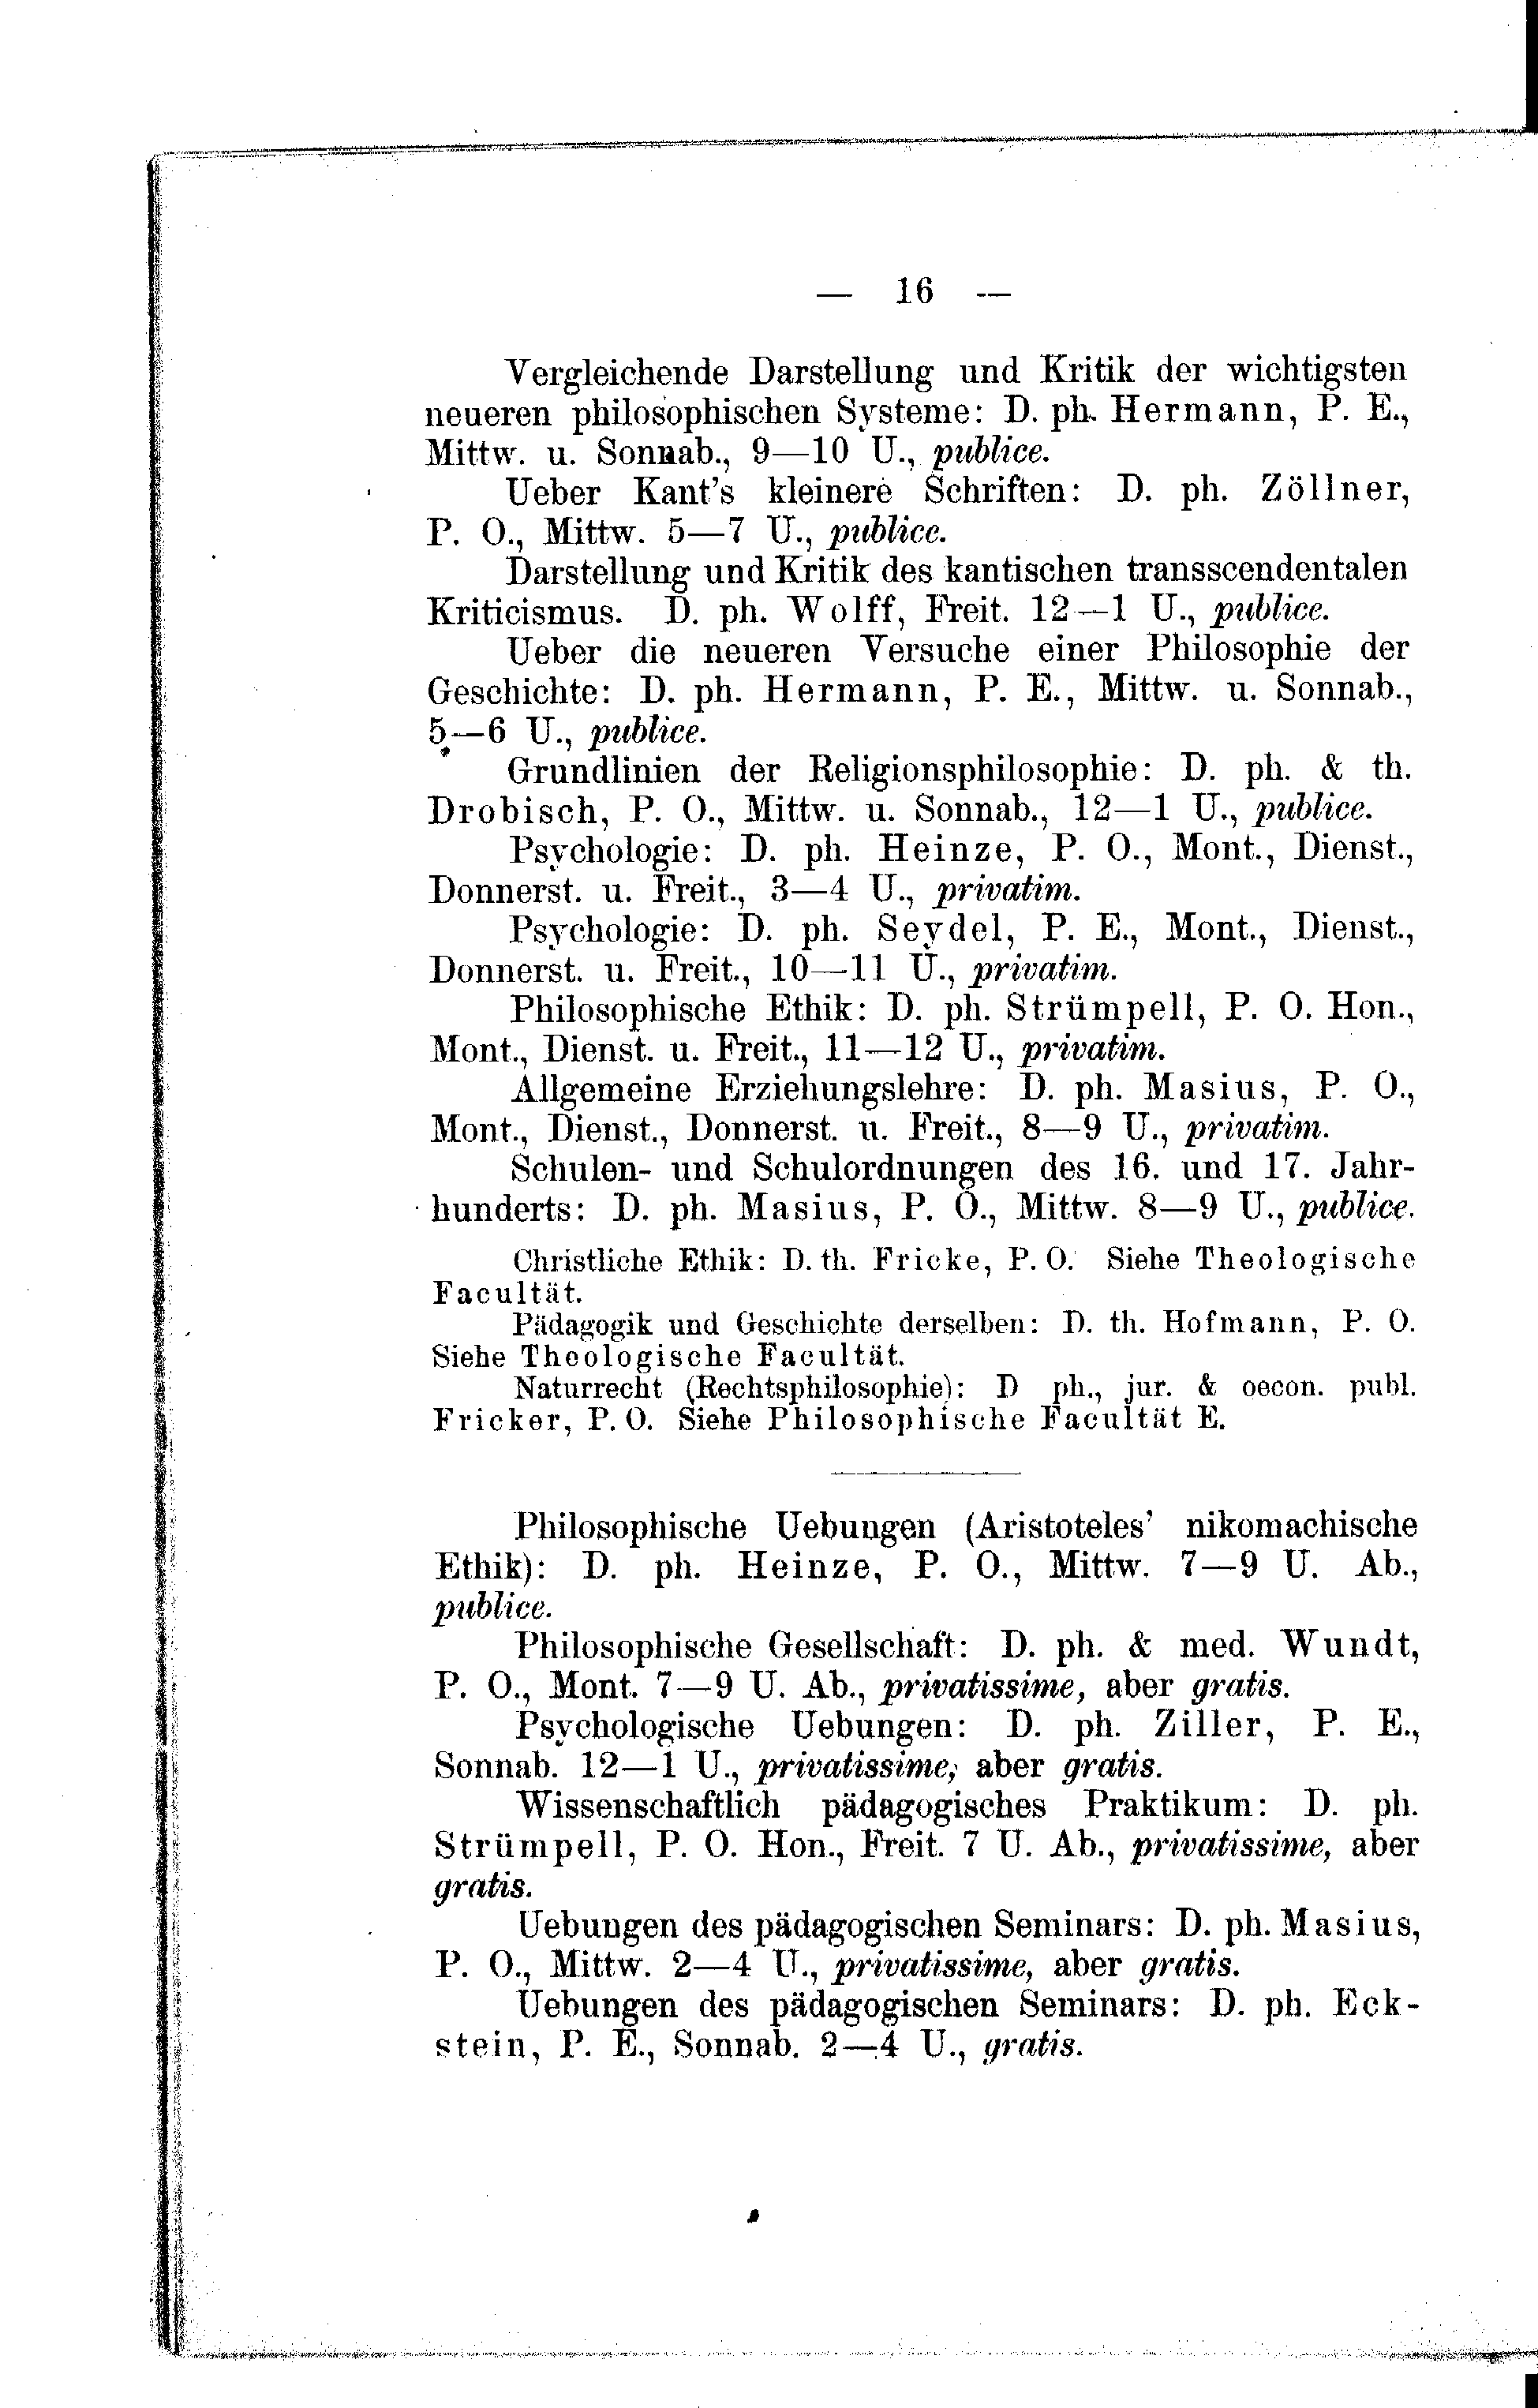 — 16 —
Vergleichende Darstellung und Kritik der wichtigsten
neueren philosophischen Systeme: D. ph. Hermann, P. E.,
Mittw. u. Sonnab., 9—10 U., publice.
Ueber Kant's kleinere Schriften: D. ph. Zöllner,
P. O., Mittw. 5—7 U., publice.
Darstellung und Kritik des kantischen transscendentalen
Kriticismus. D. ph. Wolff, Freit. 12—1 U., publice.
Ueber die neueren Versuche einer Philosophie der
Geschichte: D. ph. Hermann, P. E., Mittw. u. Sonnab.,
5—6 U., publice.
Grundlinien der Religionsphilosophie: D. ph. & th.
Drobisch, P. O., Mittw. u. Sonnab., 12—1 U., publice.
Psychologie: D. ph. Heinze, P. O., Mont., Dienst.,
Donnerst. u. Freit., 3—4 U., privatim.
Psychologie: D. ph. Seydel, P. E., Mont., Dienst.,
Donnerst. u. Freit., 10—11 U., privatim.
Philosophische Ethik: D. ph. Strümpell, P. O. Hon.,
Mont., Dienst. u. Freit., 11—12 U., privatim.
Allgemeine Erziehungslehre: D. ph. Masius, P. O.,
Mont., Dienst., Donnerst. u. Freit., 8—9 U., privatim.
Schulen- und Schulordnungen des 16. und 17. Jahr-
hunderts: D. ph. Masius, P. O., Mittw. 8—9 U., publice.
Christliche Ethik: D. th. Fricke, P. O. Siehe Theologische
Facultät.
Pädagogik und Geschichte derselben: D. th. Hofmann, P. O.
Siehe Theologische Facultät.
Naturrecht (Rechtsphilosophie): D ph., jur. & oecon. publ.
Fricker, P. O. Siehe Philosophische Facultät E.
Philosophische Uebungen (Aristoteles' nikomachische
Ethik): D. ph. Heinze, P. O., Mittw. 7—9 U. Ab.,
publice.
Philosophische Gesellschaft: D. ph. & med. Wundt,
P. O., Mont. 7—9 U. Ab., privatissime, aber gratis.
Psychologische Uebungen: D. ph. Ziller, P. E.,
Sonnab. 12—1 U., privatissime, aber gratis.
Wissenschaftlich pädagogisches Praktikum: D. ph.
Strümpell, P. O. Hon., Freit. 7 U. Ab., privatissime, aber
gratis.
Uebungen des pädagogischen Seminars: D. ph. Masius,
P. O., Mittw. 2—4 U., privatissime, aber gratis.
Uebungen des pädagogischen Seminars: D. ph. Eck-
stein, P. E., Sonnab. 2—4 U., gratis.